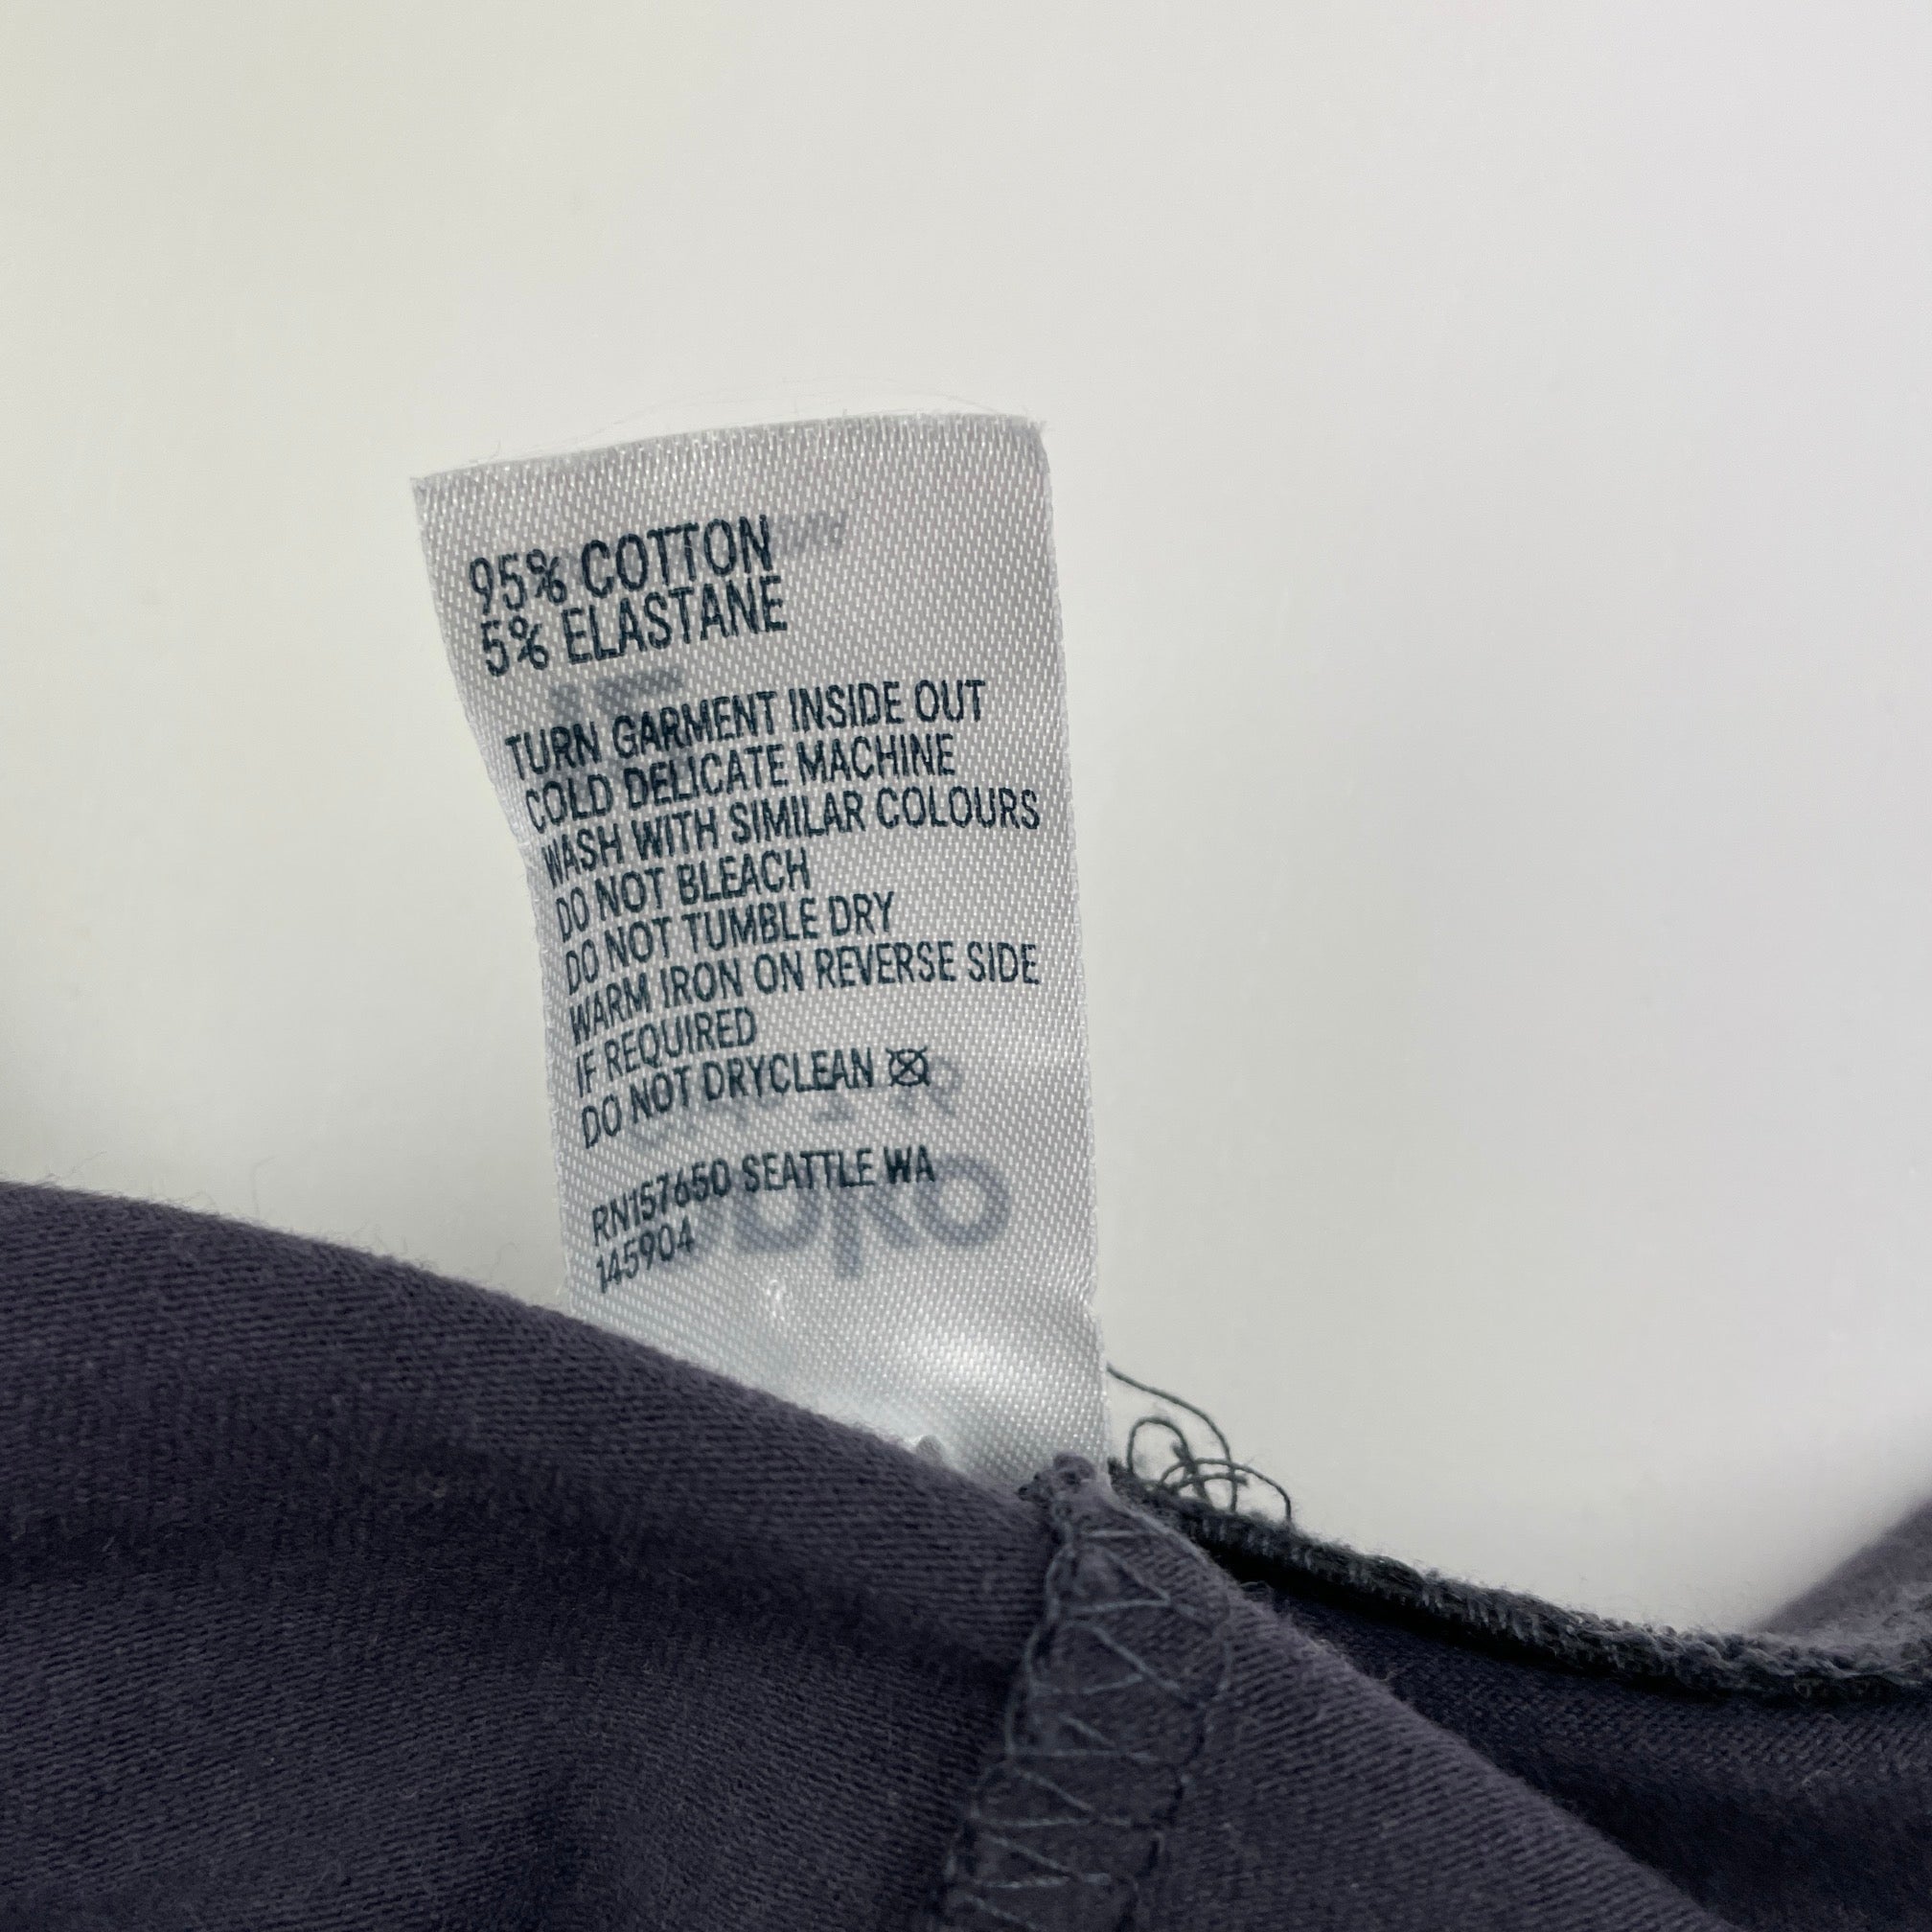 95% COTTON
5% ELASTANE
TURN GARMENT INSIDE OUT
COLD DELICATE MACHINE
WASH WITH SIMILAR COLOURS
DO NOT BLEACH
DO NOT TUMBLE DRY
WARM IRON ON REVERSE SIDE
IF REQUIRED
DO NOT DRYCLEAN
RN157650 SEATTLE WA
145904